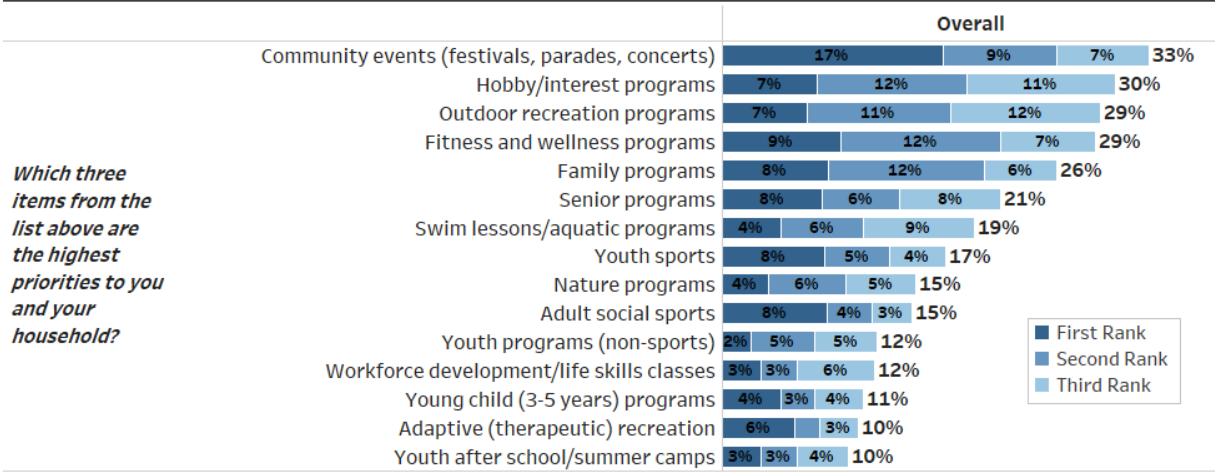 Overall
Which three
items from the
list above are
the highest
priorities to you
and your
household?
Community events (festivals, parades, concerts) 17% 9% 7% 33%
Hobby/interest programs 7% 12% 11% 30%
Outdoor recreation programs 7% 11% 12% 29%
Fitness and wellness programs 9% 12% 7% 29%
Family programs 8% 12% 6% 26%
Senior programs 8% 6% 8% 21%
Swim lessons/aquatic programs 4% 6% 9% 19%
Youth sports 8% 5% 4% 17%
Nature programs 4% 6% 5% 15%
Adult social sports 8% 4% 3% 15%
Youth programs (non-sports) 2% 5% 5% 12%
Workforce development/life skills classes 3% 3% 6% 12%
Young child (3-5 years) programs 4% 3% 4% 11%
Adaptive (therapeutic) recreation 6% 3% 10%
Youth after school/summer camps 3% 3% 4% 10%
First Rank
Second Rank
Third Rank